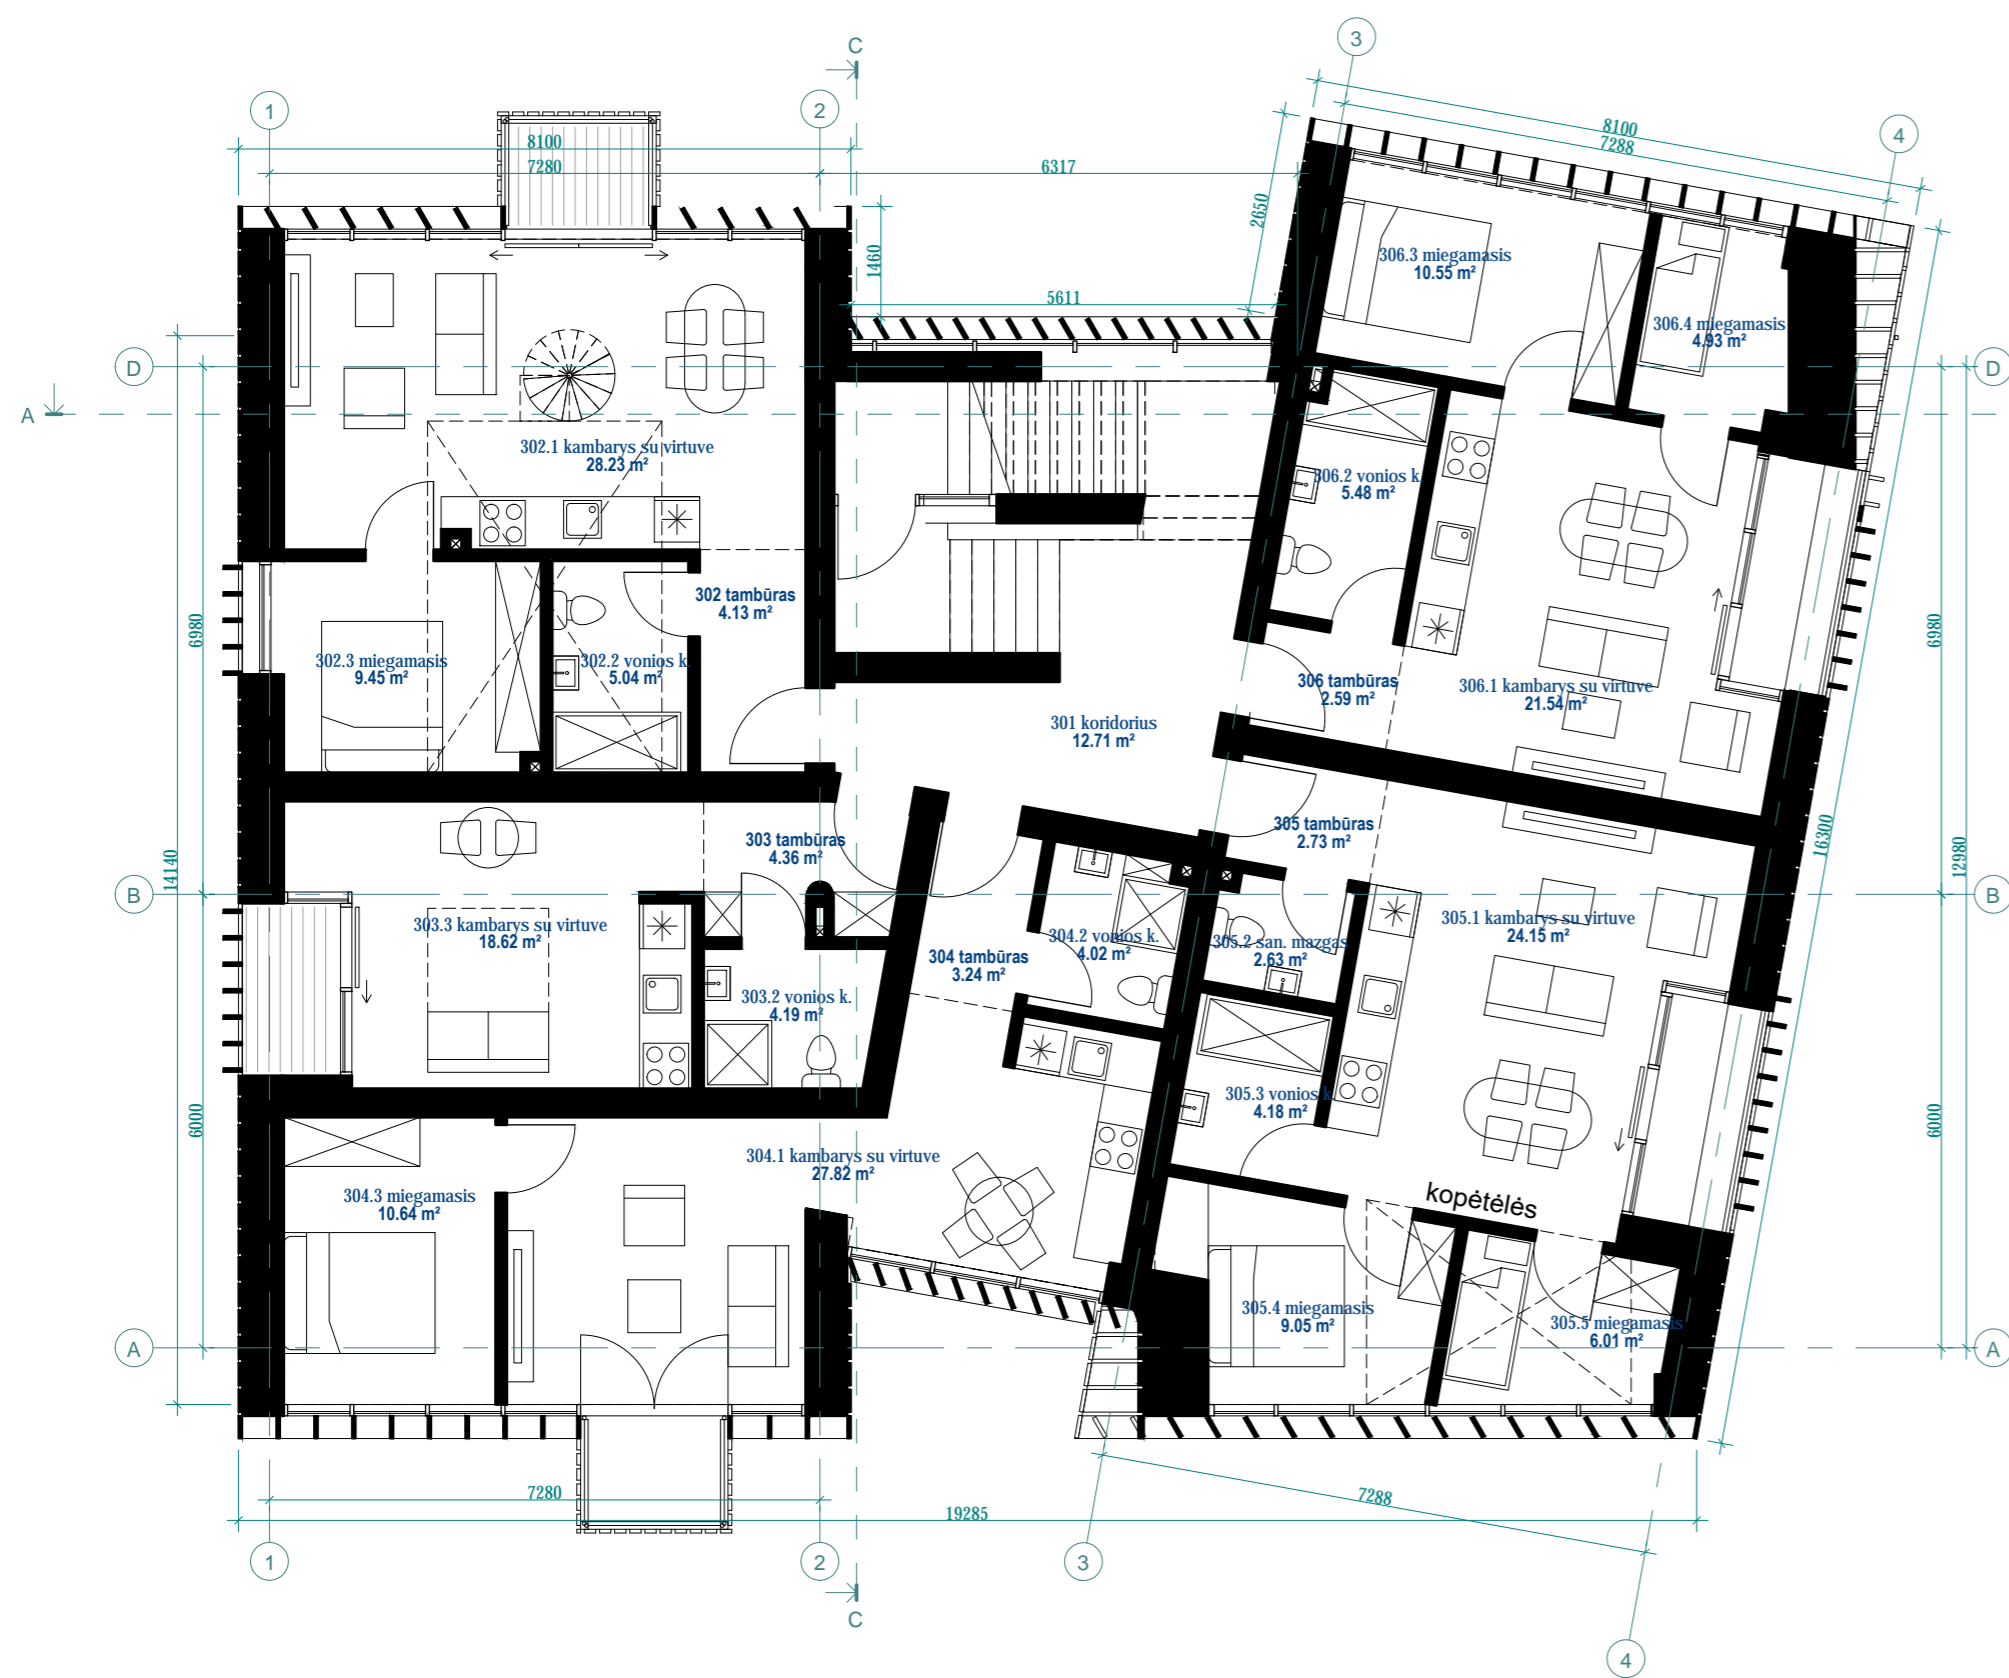 C
3
1
2
8100
7280
6317
8100
7288
4
2650
1460
5611
306.3 miegamasis
10.55 m²
306.4 miegamasis
4.93 m²
D
D
A
302.1 kambarys su virtuve
28.23 m²
306.2 vonios k.
5.48 m²
302 tambūras
4.13 m²
6980
6980
302.3 miegamasis
9.45 m²
302.2 vonios k.
5.04 m²
306 tambūras
2.59 m²
306.1 kambarys su virtuve
21.54 m²
301 koridorius
12.71 m²
303 tambūras
4.36 m²
305 tambūras
2.73 m²
16300
12980
14140
B
B
303.3 kambarys su virtuve
18.62 m²
304 tambūras
3.24 m²
304.2 vonios k.
4.02 m²
305.2 san. mazgas
2.63 m²
305.1 kambarys su virtuve
24.15 m²
303.2 vonios k.
4.19 m²
305.3 vonios k.
4.18 m²
6000
6000
304.1 kambarys su virtuve
27.82 m²
304.3 miegamasis
10.64 m²
kopėtėlės
305.4 miegamasis
9.05 m²
305.5 miegamasis
6.01 m²
A
A
7280
19285
7288
1
2
3
C
4